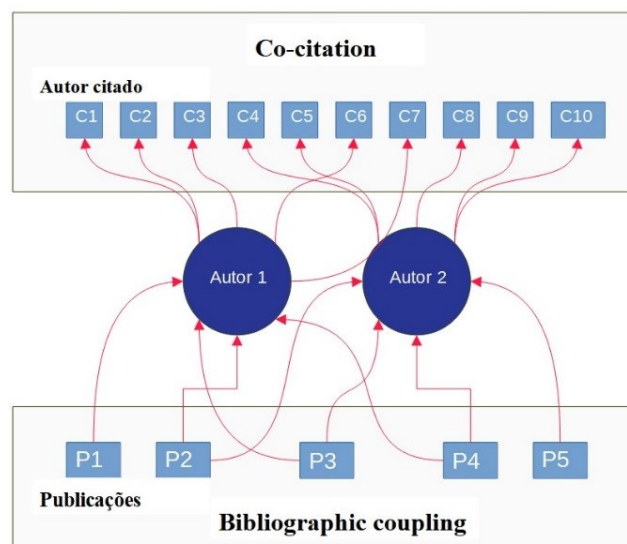 Co-citation
Autor citado
C1 C2 C3 C4 C5 C6 C7 C8 C9 C10
Autor 1 Autor 2
P1 P2 P3 P4 P5
Publicações
Bibliographic coupling